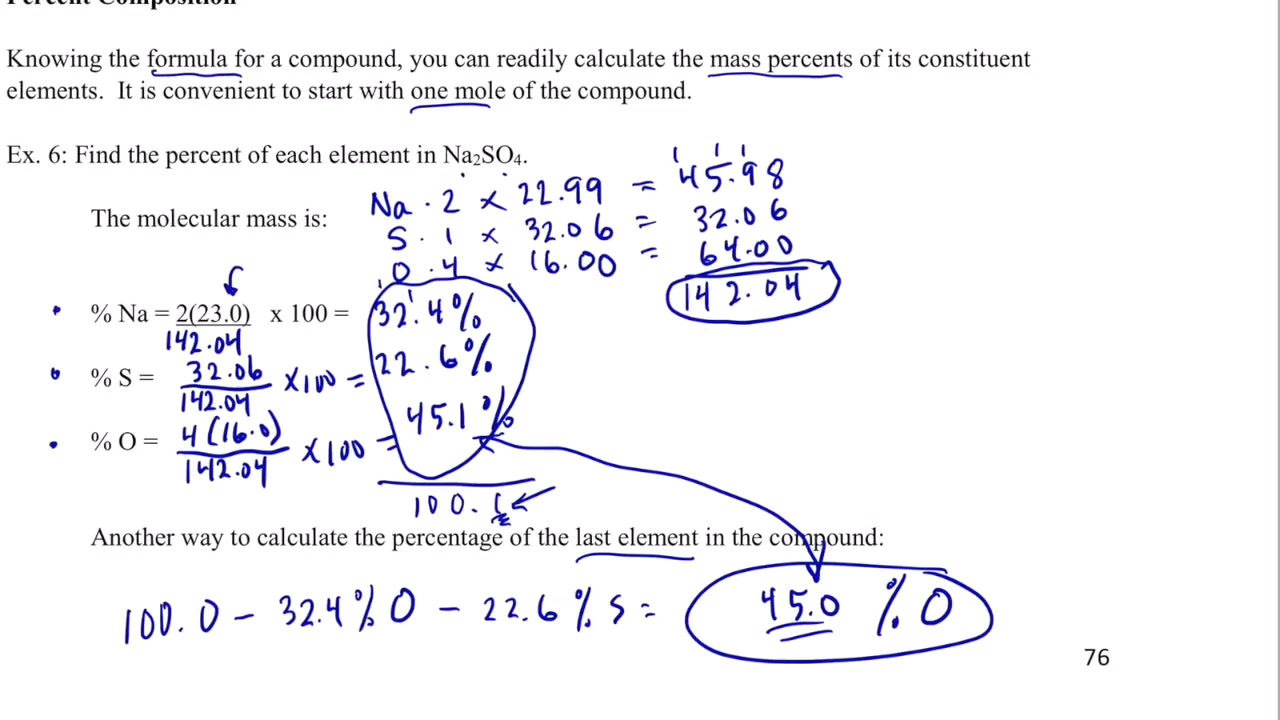 Percent Composition
Knowing the formula for a compound, you can readily calculate the mass percents of its constituent
elements. It is convenient to start with one mole of the compound.
Ex. 6: Find the percent of each element in Na₂SO₄.
Na · 2 × 22.99 = 45.98
The molecular mass is:
S · 1 × 32.06 = 32.06
O · 4 × 16.00 = 64.00
142.04
• % Na = 2(23.0) x 100 = 32.4%
142.04
• % S = 32.06 × 100 = 22.6%
142.04
• % O = 4(16.0) × 100 = 45.1%
142.04
100.1
Another way to calculate the percentage of the last element in the compound:
100.0 - 32.4% O - 22.6% S = 45.0 % O
76